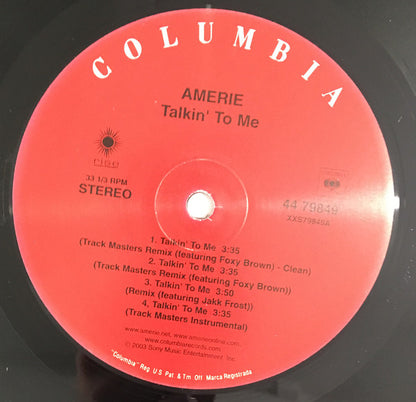 COLUMBIA
AMERIE
Talkin' To Me
rise
33 1/3 RPM
STEREO
44 79849
XXS79849A
1. Talkin' To Me 3:35
(Track Masters Remix (featuring Foxy Brown) - Clean)
2. Talkin' To Me 3:35
(Track Masters Remix (featuring Foxy Brown))
3. Talkin' To Me 3:50
(Remix (featuring Jakk Frost))
4. Talkin' To Me 3:35
(Track Masters Instrumental)
www.amerie.net, www.amerieonline.com,
www.columbiarecords.com
© 2003 Sony Music Entertainment Inc.
"Columbia" Reg. U.S. Pat. & Tm. Off. Marca Registrada